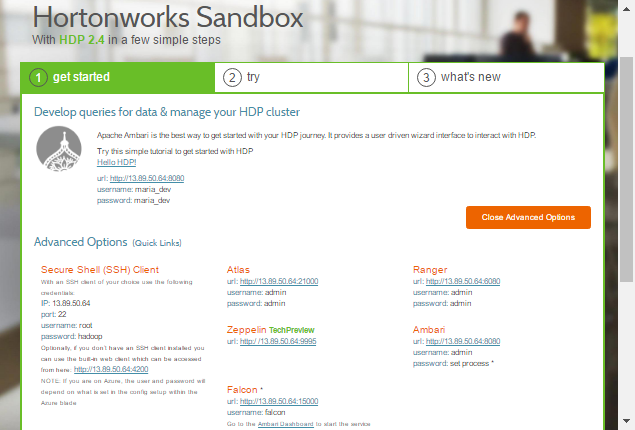 Hortonworks Sandbox
With HDP 2.4 in a few simple steps
1 get started
2 try
3 what's new
Develop queries for data & manage your HDP cluster
Apache Ambari is the best way to get started with your HDP journey. It provides a user driven wizard interface to interact with HDP.
Try this simple tutorial to get started with HDP
Hello HDP!
url: http://13.89.50.64:8080
username: maria_dev
password: maria_dev
Close Advanced Options
Advanced Options (Quick Links)
Secure Shell (SSH) Client
With an SSH client of your choice use the following
credentials.
IP: 13.89.50.64
port: 22
username: root
password: hadoop
Optionally, if you don't have an SSH client installed you
can use the built-in web client which can be accessed
from here: http://13.89.50.64:4200
NOTE: If you are on Azure, the user and password will
depend on what is set in the config setup within the
Azure blade
Atlas
url: http://13.89.50.64:21000
username: admin
password: admin
Zeppelin TechPreview
url: http:/ /13.89.50.64:9995
Falcon *
url: http://13.89.50.64:15000
username: falcon
Go to the Ambari Dashboard to start the service
Ranger
url: http://13.89.50.64:6080
username: admin
password: admin
Ambari
url: http://13.89.50.64:8080
username: admin
password: set process *